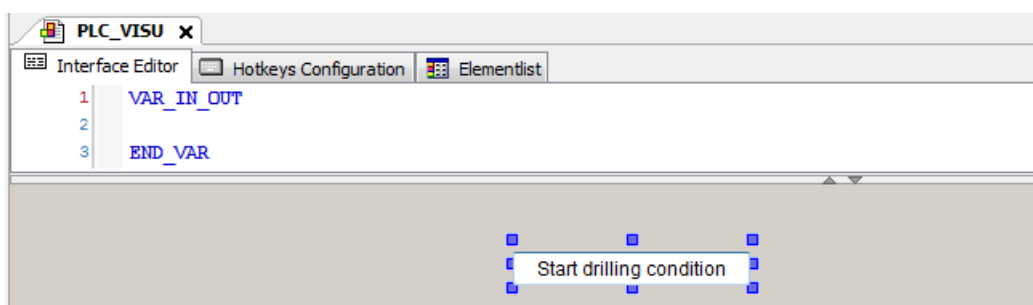 PLC_VISU X
Interface Editor Hotkeys Configuration Elementlist
1 VAR_IN_OUT
2
3 END_VAR
Start drilling condition